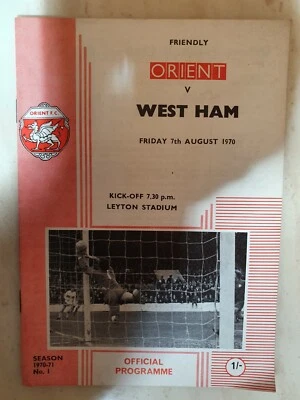 FRIENDLY
ORIENT
V
WEST HAM
FRIDAY 7th AUGUST 1970
ORIENT F.C.
KICK-OFF 7.30 p.m.
LEYTON STADIUM
SEASON
1970-71
No. 1
OFFICIAL
PROGRAMME
1/-